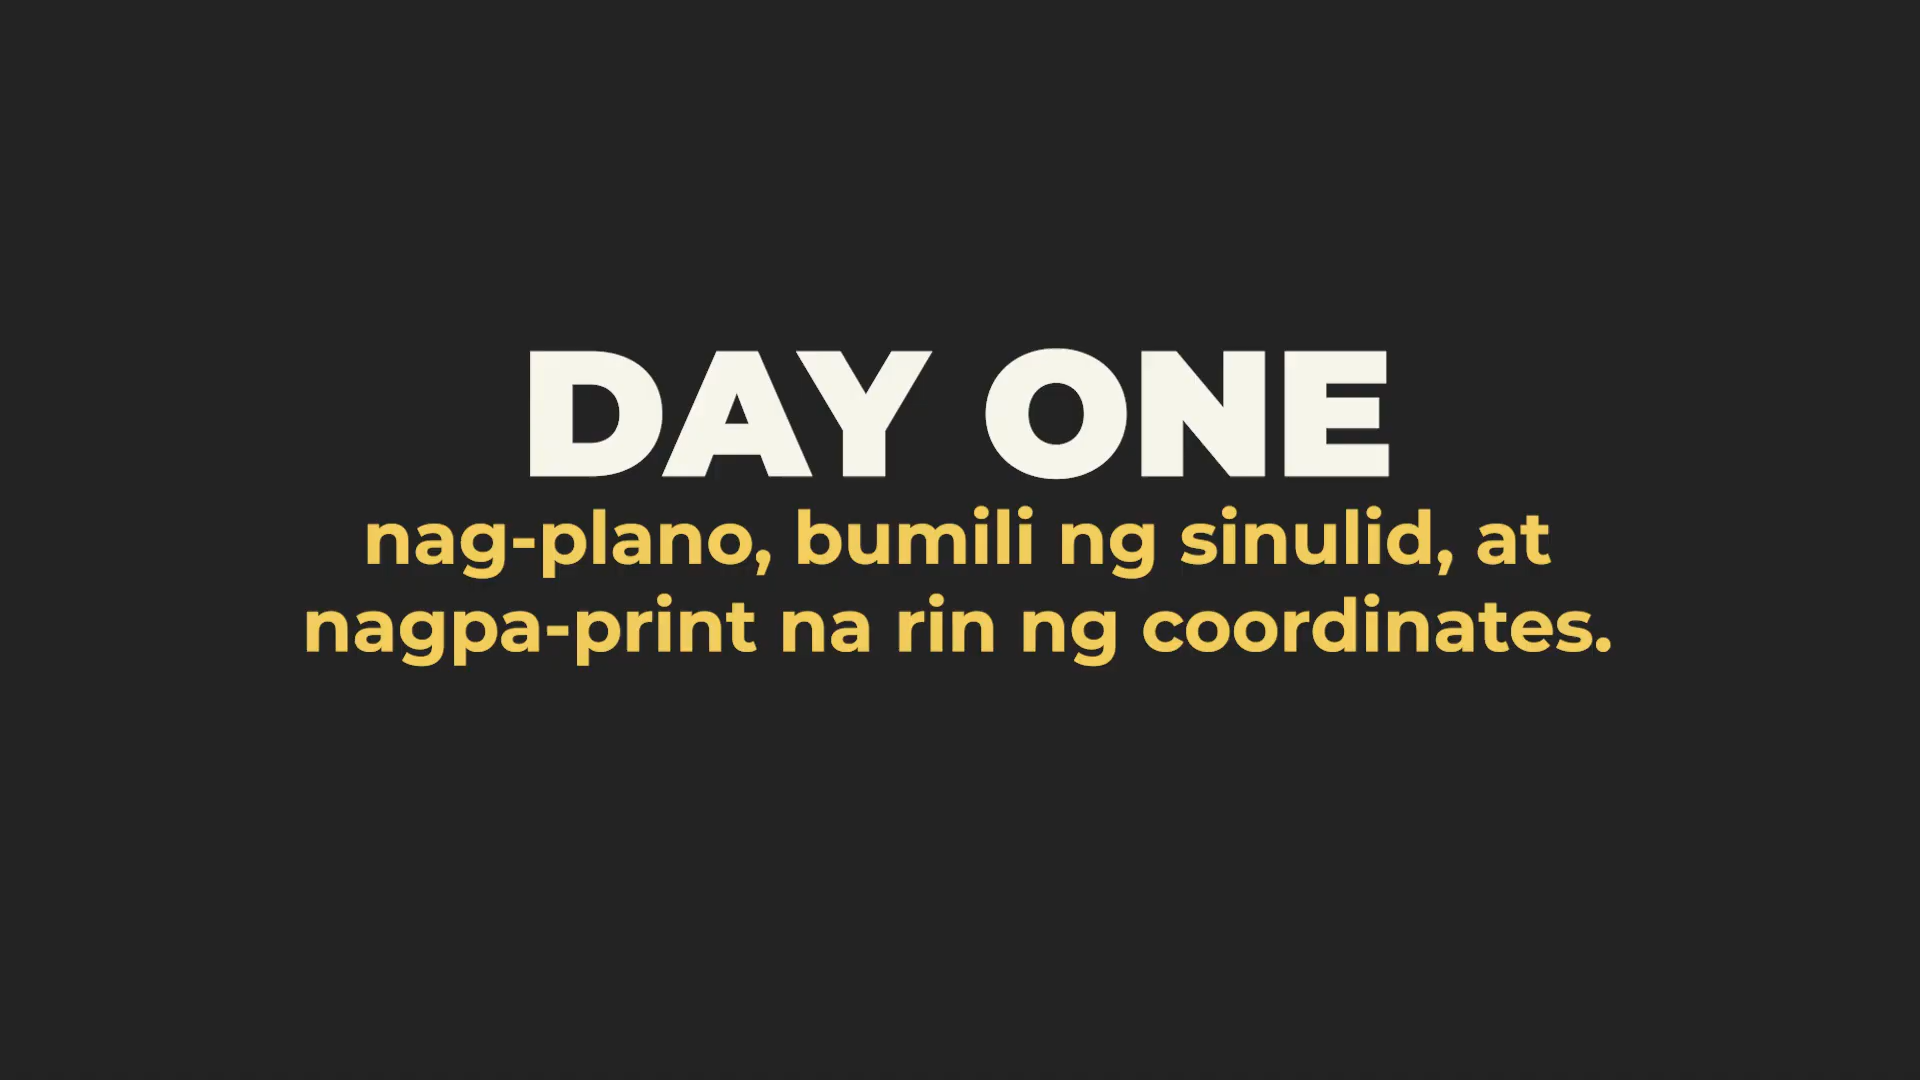 DAY ONE
nag-plano, bumili ng sinulid, at
nagpa-print na rin ng coordinates.